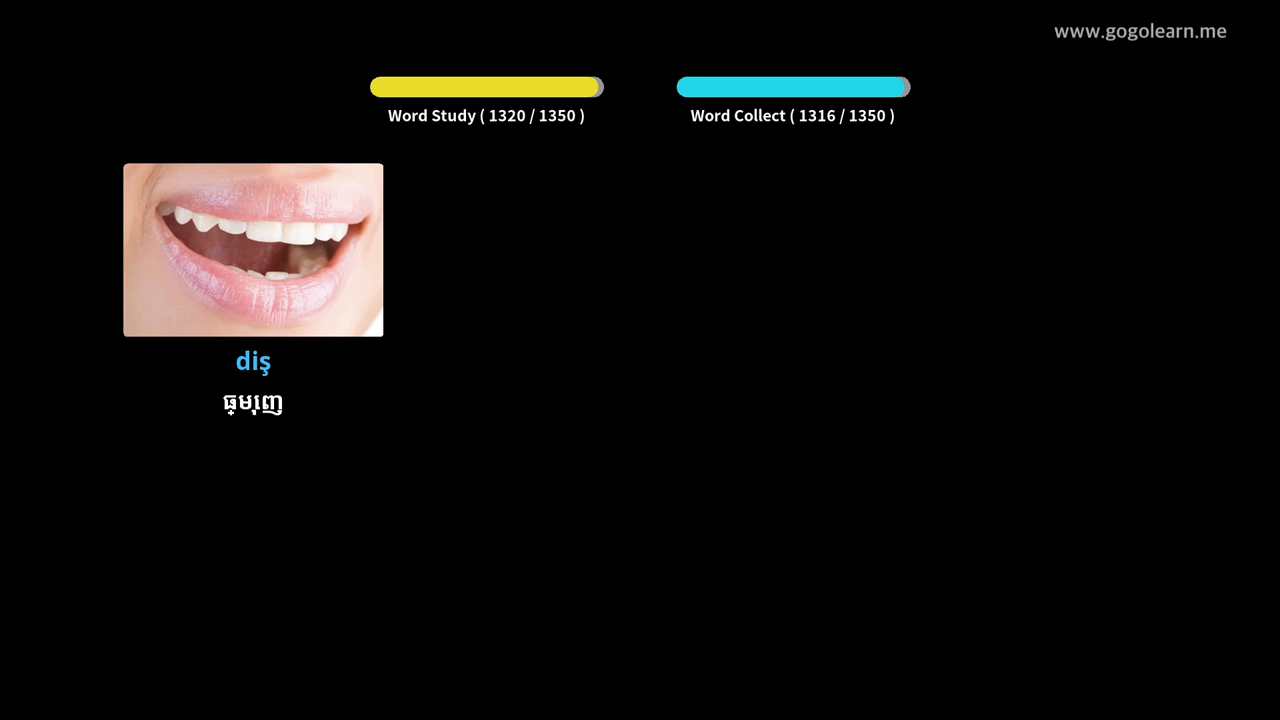 www.gogolearn.me
Word Study ( 1320 / 1350 )
Word Collect ( 1316 / 1350 )
diş
ធ្មុញ